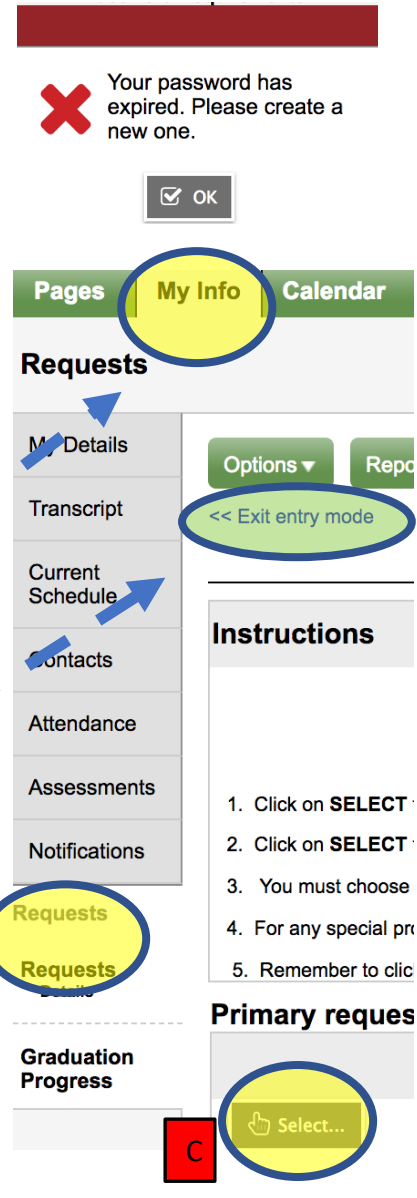 Your password has
expired. Please create a
new one.
OK
Pages My Info Calendar
Requests
My Details
Transcript
Current
Schedule
Contacts
Attendance
Assessments
Notifications
Requests
Requests
Details
Graduation
Progress
Options
<< Exit entry mode
Instructions
1. Click on SELECT
2. Click on SELECT
3. You must choose
4. For any special
5. Remember to
Primary
Select...
C